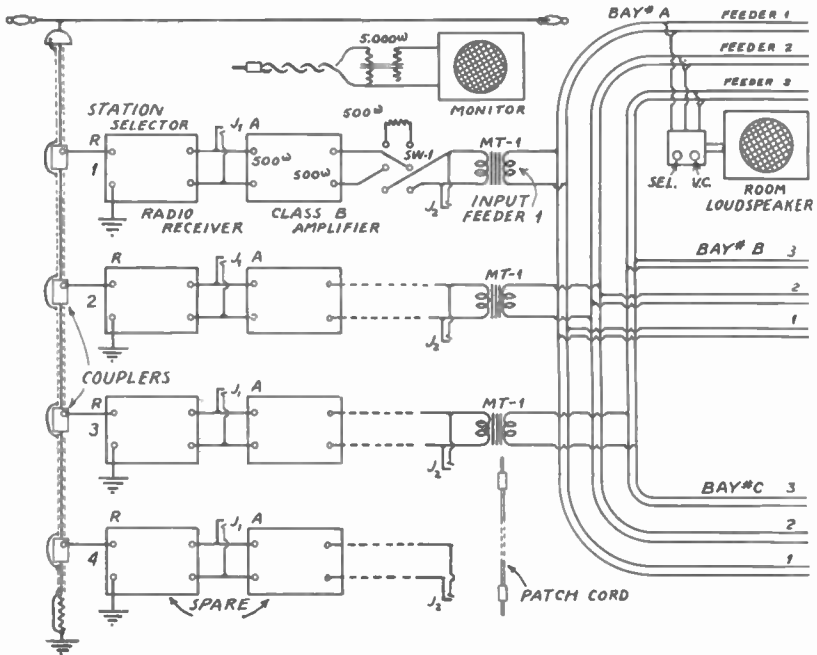 BAY# A
FEEDER 1
FEEDER 2
FEEDER 3
5,000ω
MONITOR
STATION
SELECTOR
500ω
R
J₁ A
SW-1
MT-1
1
500ω
500ω
J₂
INPUT
FEEDER 1
SEL.
V.C.
ROOM
LOUDSPEAKER
RADIO
RECEIVER
CLASS B
AMPLIFIER
BAY# B
3
2
1
R
2
J₁ A
J₂
MT-1
COUPLERS
R
3
J₁ A
J₂
MT-1
BAY#C
3
2
1
R
4
J₁ A
J₂
SPARE
PATCH CORD